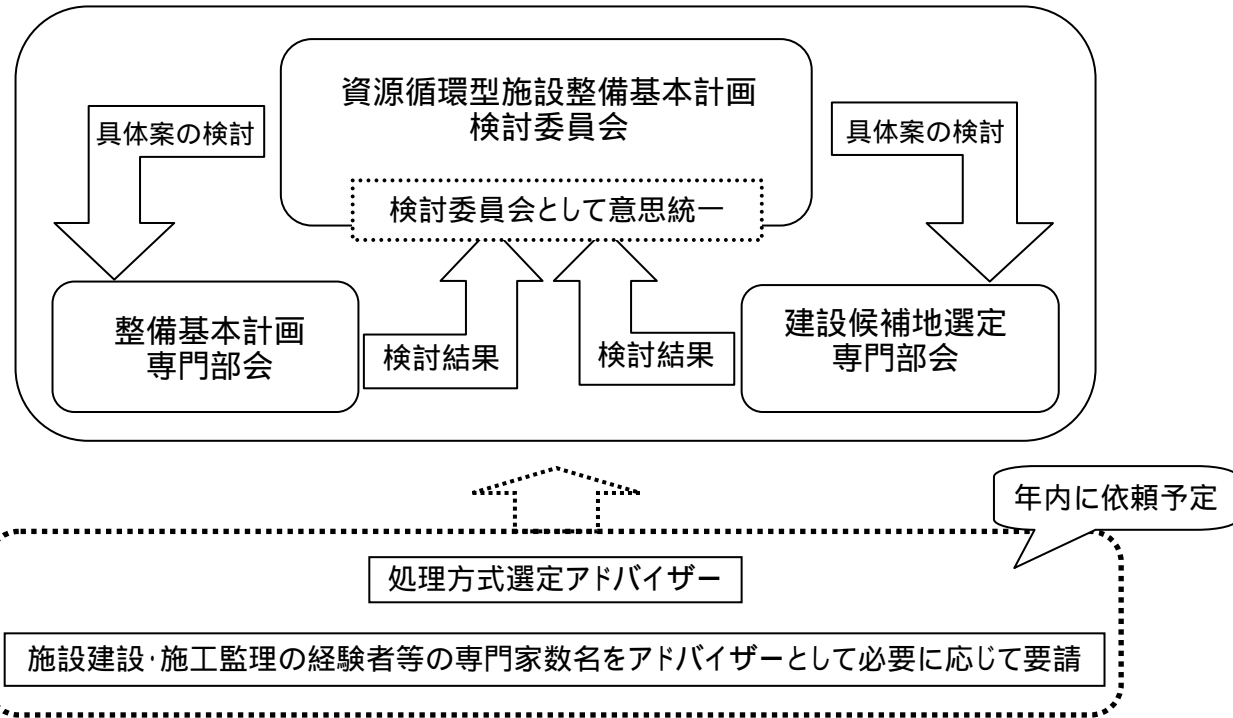 資源循環型施設整備基本計画
検討委員会
具体案の検討
具体案の検討
検討委員会として意思統一
整備基本計画
専門部会
検討結果
検討結果
建設候補地選定
専門部会
年内に依頼予定
処理方式選定アドバイザー
施設建設・施工監理の経験者等の専門家数名をアドバイザーとして必要に応じて要請